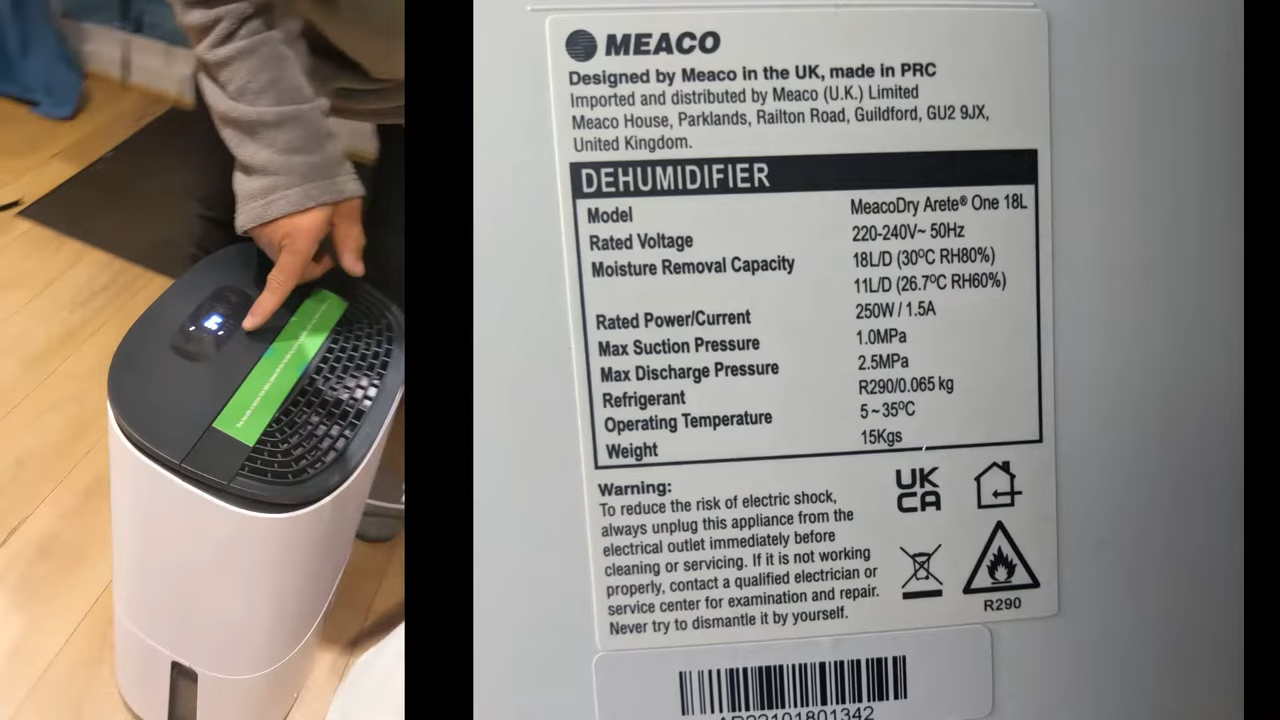 MEACO
Designed by Meaco in the UK, made in PRC
Imported and distributed by Meaco (U.K.) Limited
Meaco House, Parklands, Railton Road, Guildford, GU2 9JX,
United Kingdom.
DEHUMIDIFIER
Model MeacoDry Arete® One 18L
Rated Voltage 220-240V~ 50Hz
Moisture Removal Capacity 18L/D (30ºC RH80%)
11L/D (26.7ºC RH60%)
Rated Power/Current 250W / 1.5A
Max Suction Pressure 1.0MPa
Max Discharge Pressure 2.5MPa
Refrigerant R290/0.065 kg
Operating Temperature 5~35ºC
Weight 15Kgs
Warning:
To reduce the risk of electric shock,
always unplug this appliance from the
electrical outlet immediately before
cleaning or servicing. If it is not working
properly, contact a qualified electrician or
service center for examination and repair.
Never try to dismantle it by yourself.
UK
CA
R290